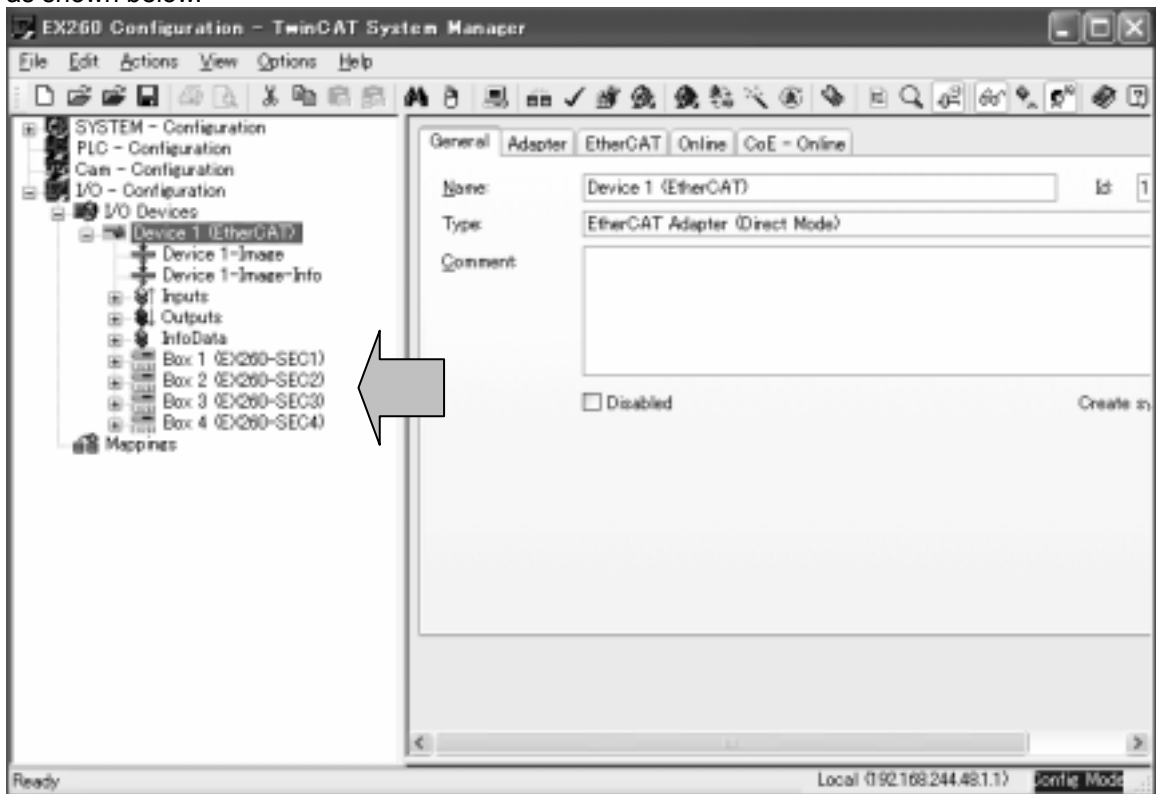 as shown below.
EX260 Configuration - TwinCAT System Manager
File Edit Actions View Options Help
SYSTEM - Configuration
PLC - Configuration
Cam - Configuration
I/O - Configuration
I/O Devices
Device 1 (EtherCAT)
Device 1-Image
Device 1-Image-Info
Inputs
Outputs
InfoData
Box 1 (EX260-SEC1)
Box 2 (EX260-SEC2)
Box 3 (EX260-SEC3)
Box 4 (EX260-SEC4)
Mappings
General Adapter EtherCAT Online CoE - Online
Name: Device 1 (EtherCAT) Id: 1
Type: EtherCAT Adapter (Direct Mode)
Comment:
Disabled Create
Ready Local (192.168.244.48.1.1) Config Mode